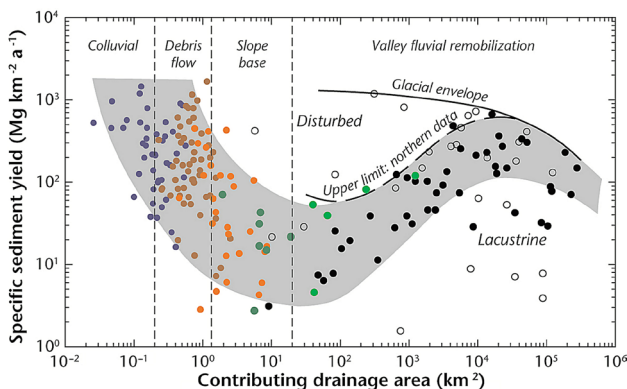 Colluvial
Debris
flow
Slope
base
Valley fluvial remobilization
Glacial envelope
Disturbed
Upper limit: northern data
Lacustrine
Specific sediment yield (Mg km⁻² a⁻¹)
10⁴
10³
10²
10¹
10⁰
10⁻² 10⁻¹ 10⁰ 10¹ 10² 10³ 10⁴ 10⁵ 10⁶
Contributing drainage area (km²)